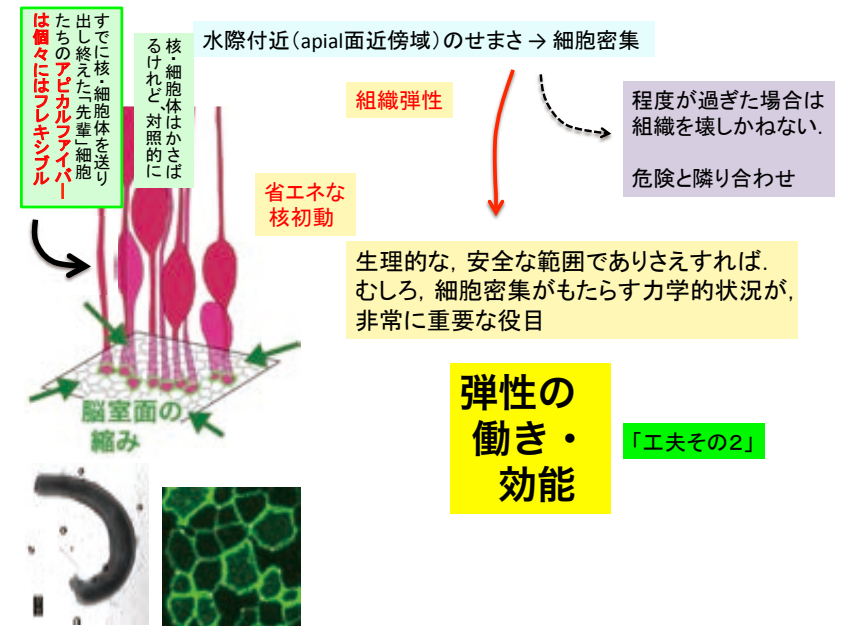 すでに核・細胞体を送り
出し終えた「先輩」細胞
たちのアピカルファイバー
は個々にはフレキシブル
核・細胞体はかさば
るけれど、対照的に
水際付近（apial面近傍域）のせまさ → 細胞密集
組織弾性
程度が過ぎた場合は
組織を壊しかねない.
危険と隣り合わせ
省エネな
核初動
生理的な, 安全な範囲でありさえすれば.
むしろ, 細胞密集がもたらす力学的状況が,
非常に重要な役目
脳室面の
縮み
弾性の
働き・
効能
「工夫その２」